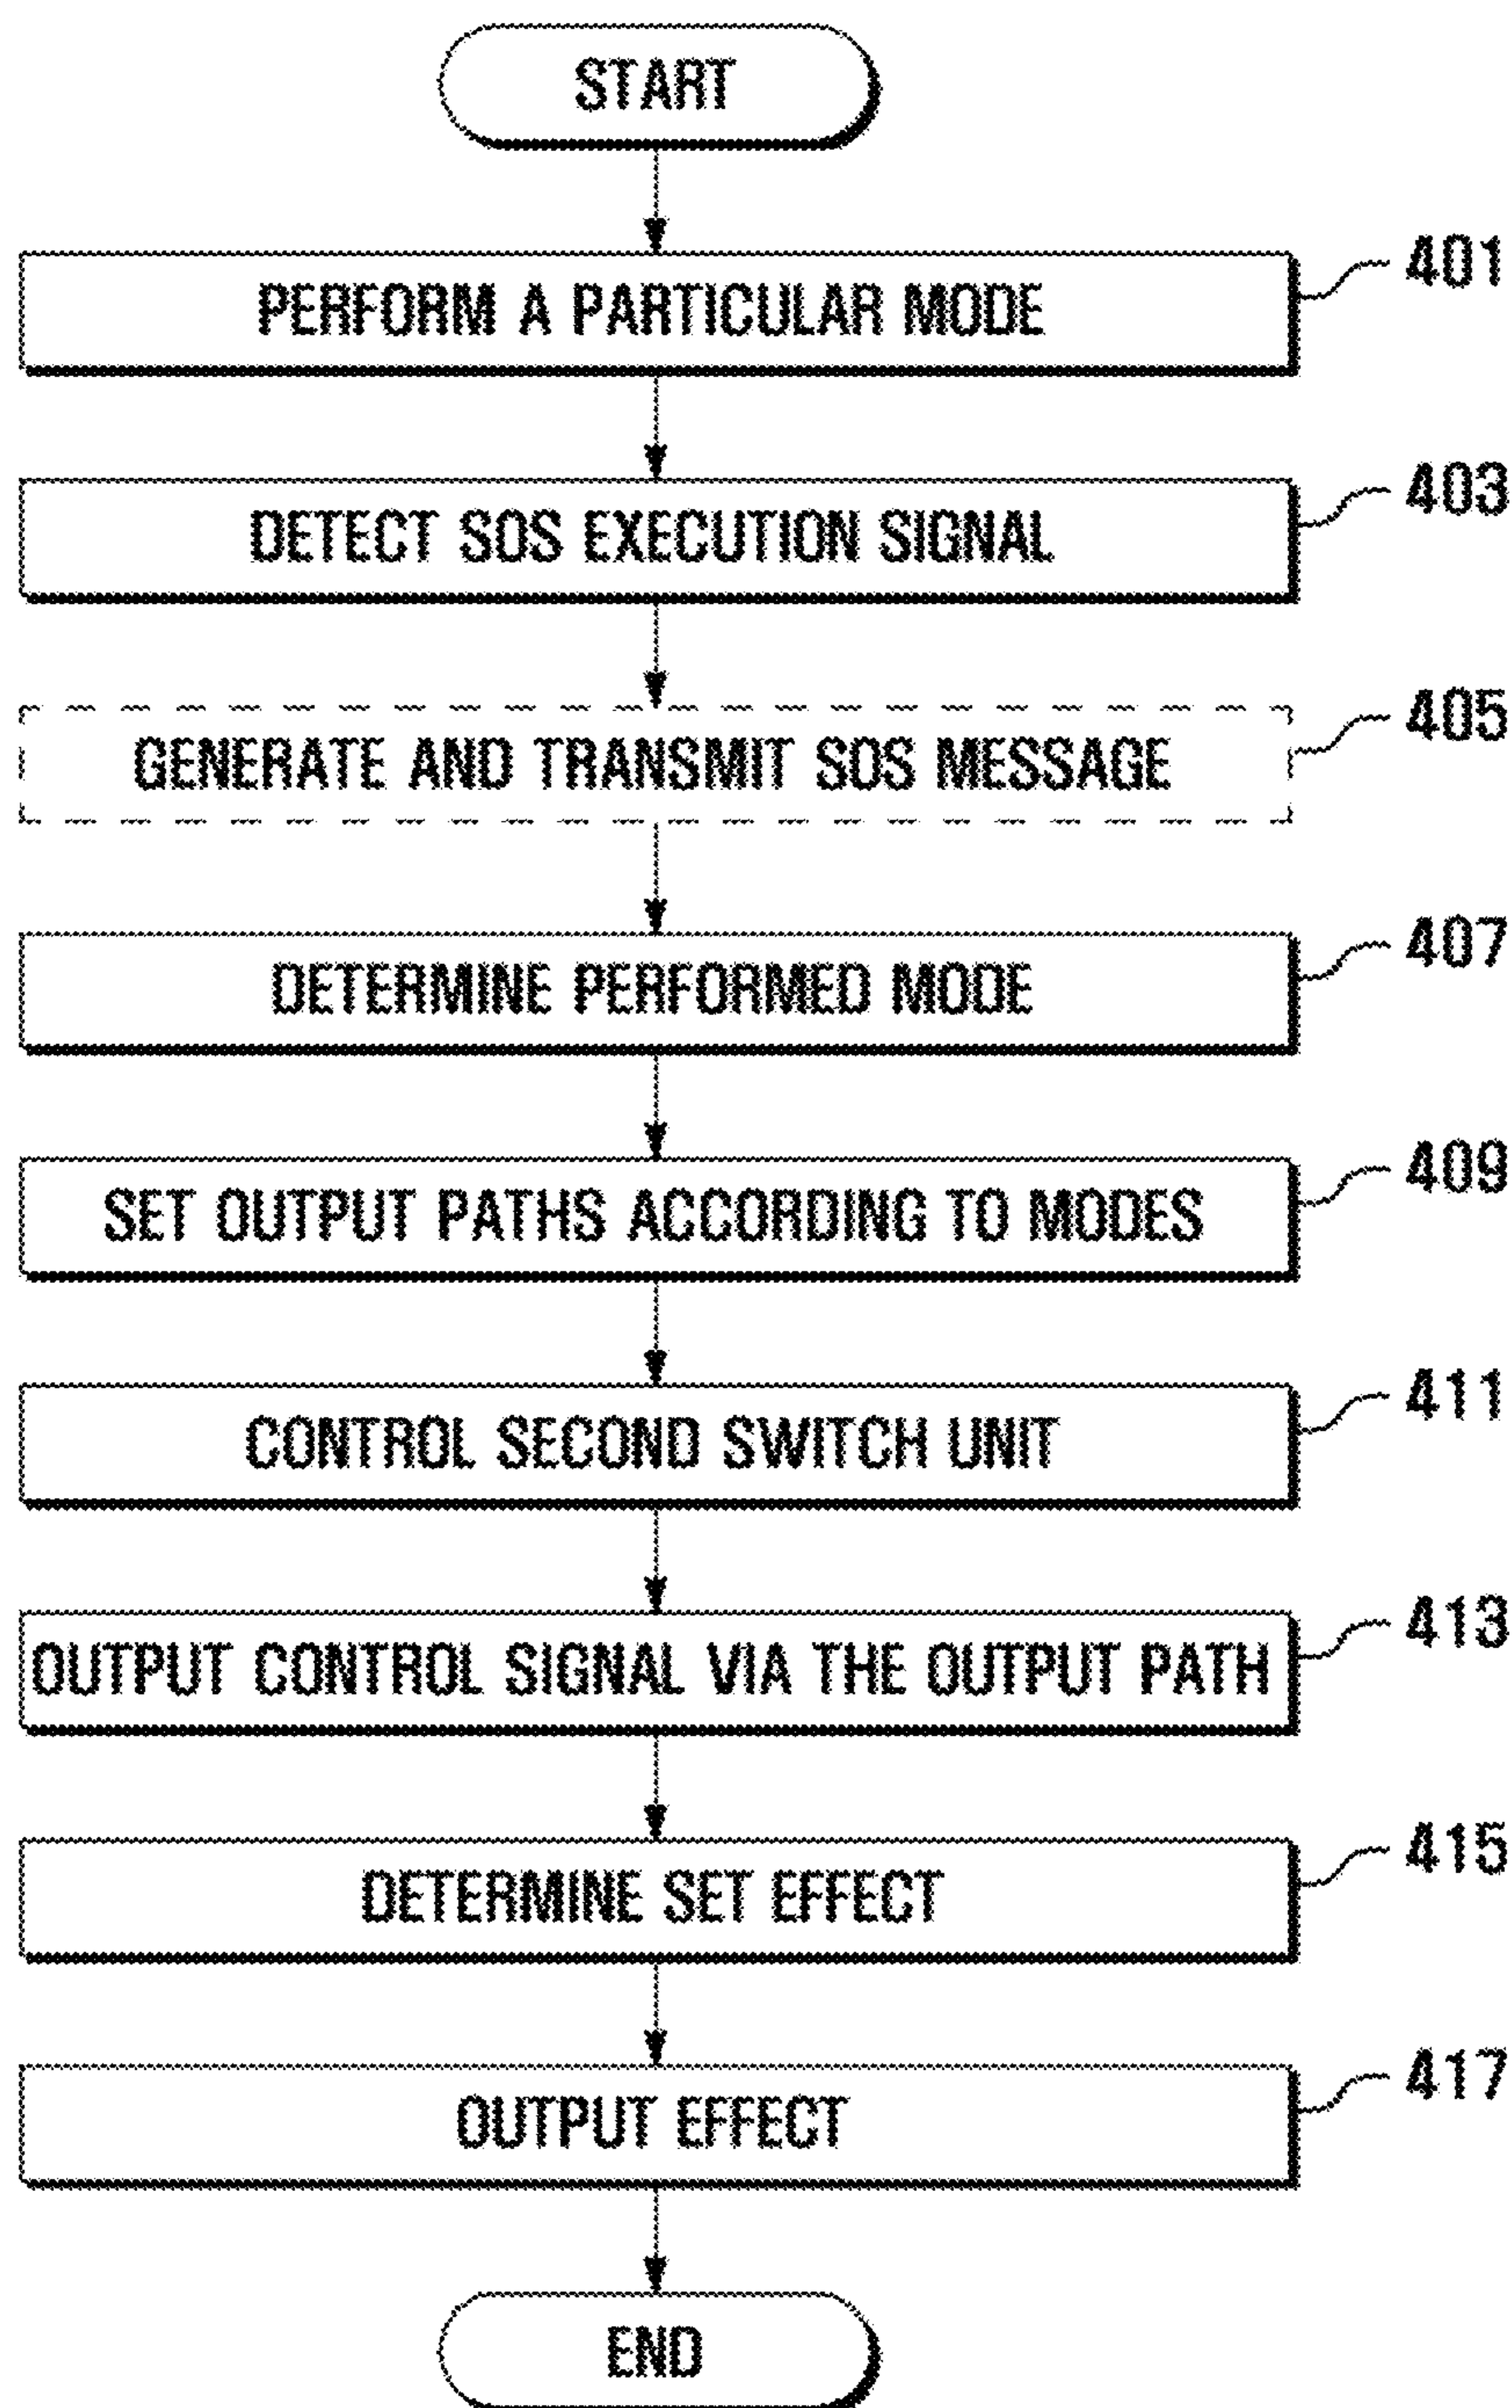 START
PERFORM A PARTICULAR MODE
401
DETECT SOS EXECUTION SIGNAL
403
GENERATE AND TRANSMIT SOS MESSAGE
405
DETERMINE PERFORMED MODE
407
SET OUTPUT PATHS ACCORDING TO MODES
409
CONTROL SECOND SWITCH UNIT
411
OUTPUT CONTROL SIGNAL VIA THE OUTPUT PATH
413
DETERMINE SET EFFECT
415
OUTPUT EFFECT
417
END